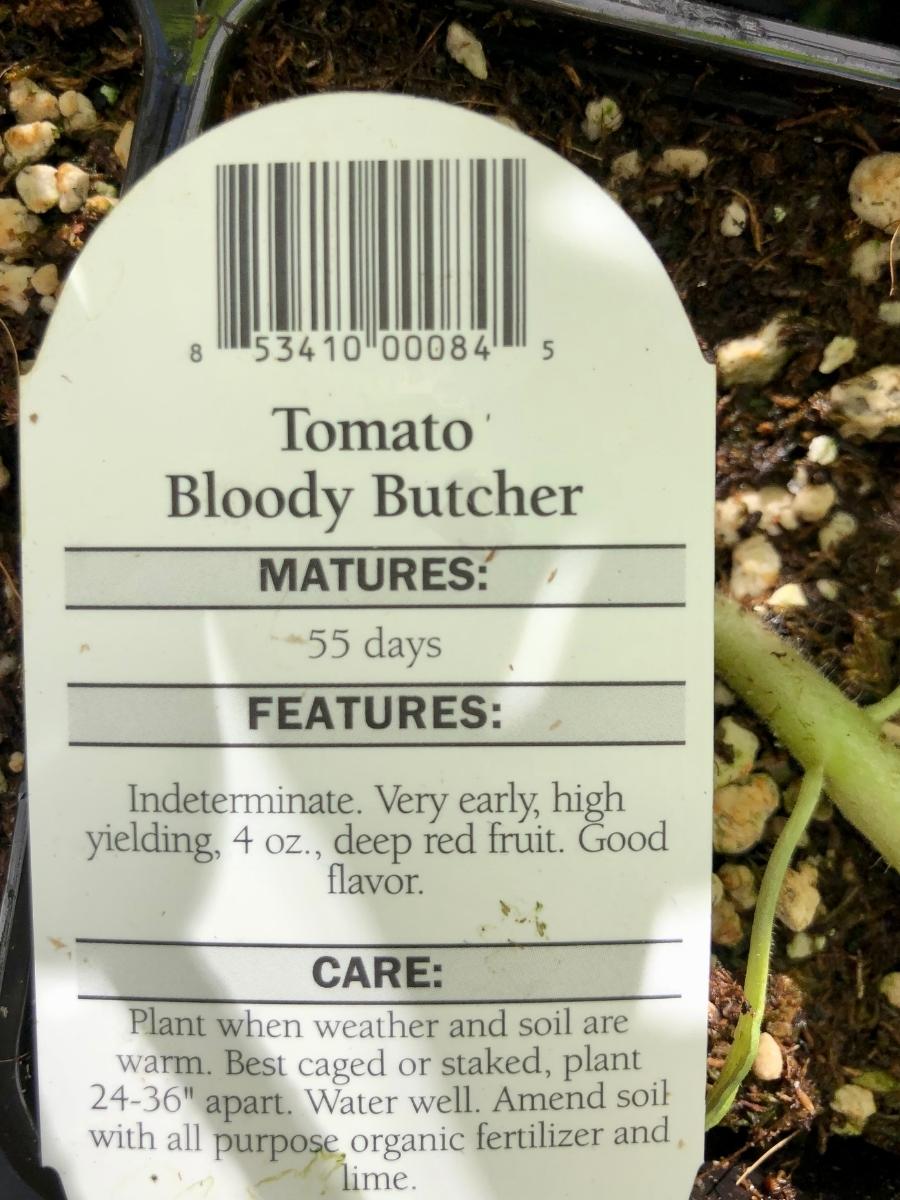 8 53410 00084 5
Tomato
Bloody Butcher
MATURES:
55 days
FEATURES:
Indeterminate. Very early, high
yielding, 4 oz., deep red fruit. Good
flavor.
CARE:
Plant when weather and soil are
warm. Best caged or staked, plant
24-36" apart. Water well. Amend soil
with all purpose organic fertilizer and
lime.